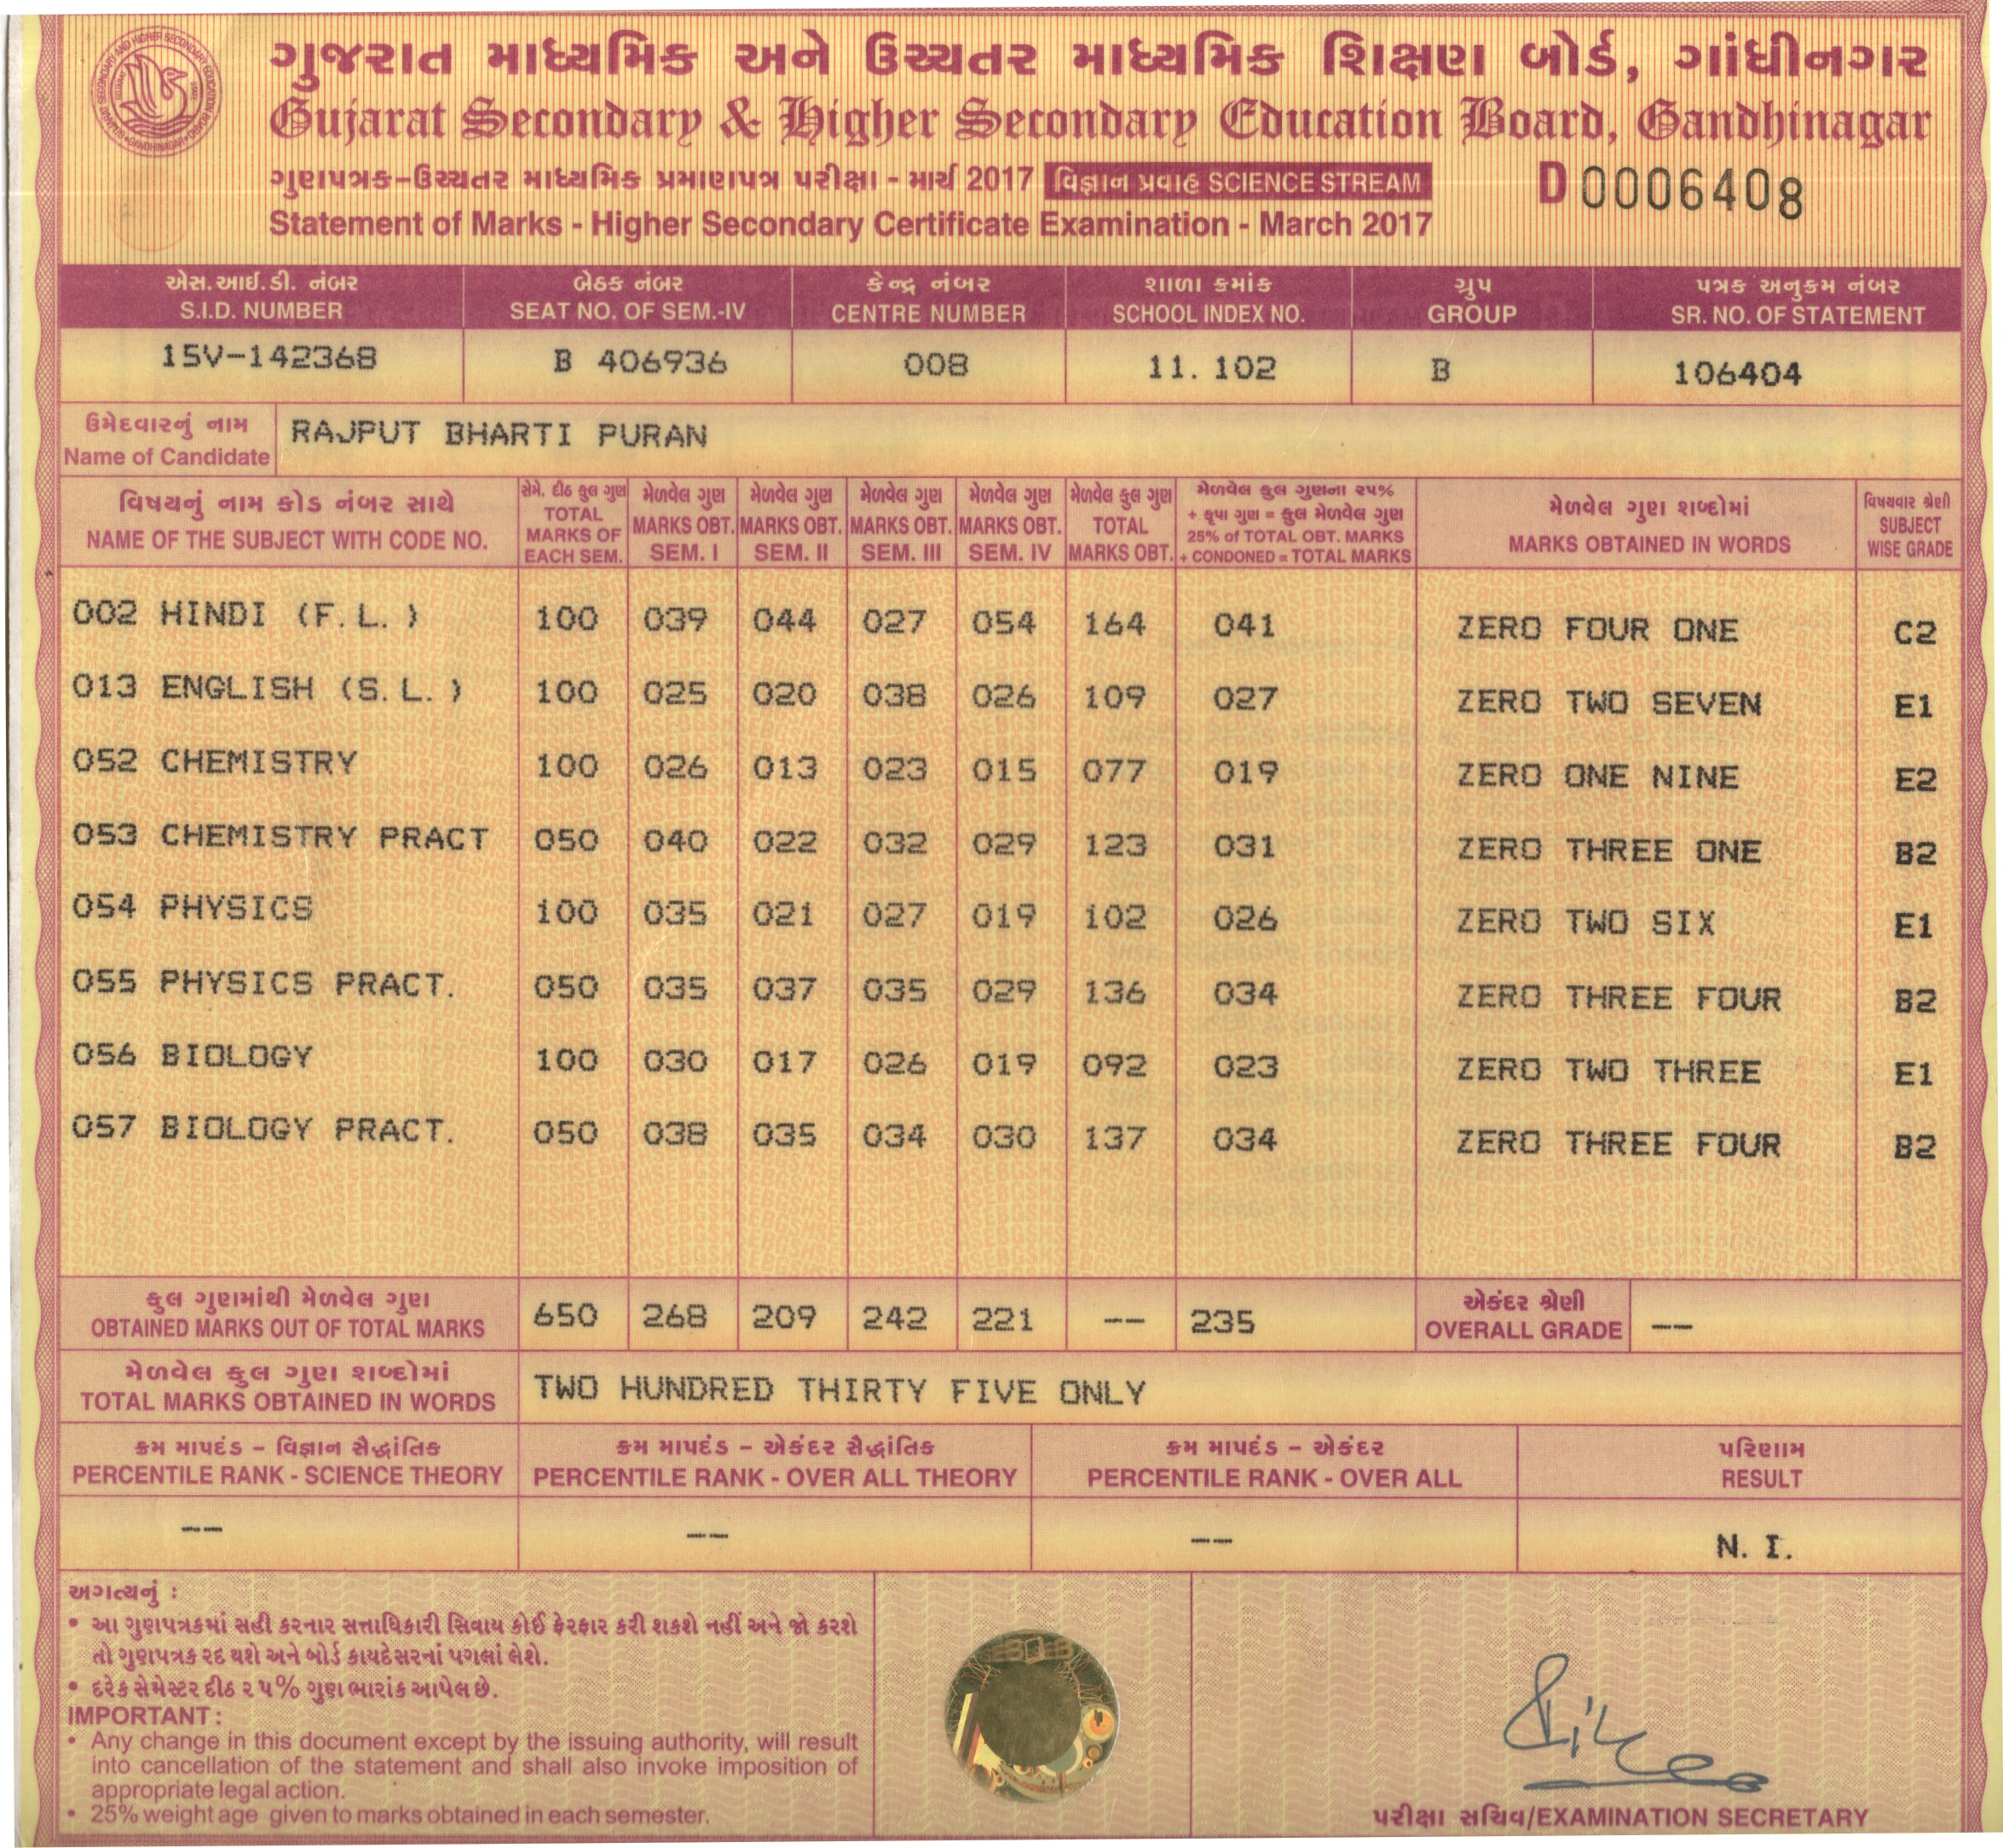 ગુજરાત માધ્યમિક અને ઉચ્ચતર માધ્યમિક શિક્ષણ બોર્ડ, ગાંધીનગર
Gujarat Secondary & Higher Secondary Education Board, Gandhinagar
ગુણપત્રક-ઉચ્ચતર માધ્યમિક પ્રમાણપત્ર પરીક્ષા - માર્ચ 2017 વિજ્ઞાન પ્રવાહ SCIENCE STREAM
D 0006408
Statement of Marks - Higher Secondary Certificate Examination - March 2017
એસ.આઈ.ડી. નંબર બેઠક નંબર કેન્દ્ર નંબર શાળા ક્રમાંક ગ્રુપ પત્રક અનુક્રમ નંબર
S.I.D. NUMBER SEAT NO. OF SEM.-IV CENTRE NUMBER SCHOOL INDEX NO. GROUP SR. NO. OF STATEMENT
15V-142368 B 406936 008 11. 102 B 106404
ઉમેદવારનું નામ
Name of Candidate RAJPUT BHARTI PURAN
વિષયનું નામ કોડ નંબર સાથે
NAME OF THE SUBJECT WITH CODE NO.
સેમે. દીઠ કુલ ગુણ
TOTAL
MARKS OF
EACH SEM.
મેળવેલ ગુણ
MARKS OBT.
SEM. I
મેળવેલ ગુણ
MARKS OBT.
SEM. II
મેળવેલ ગુણ
MARKS OBT.
SEM. III
મેળવેલ ગુણ
MARKS OBT.
SEM. IV
મેળવેલ કુલ ગુણ
TOTAL
MARKS OBT.
મેળવેલ કુલ ગુણના ૨૫%
+ કૃપા ગુણ = કુલ મેળવેલ ગુણ
25% of TOTAL OBT. MARKS
+ CONDONED = TOTAL MARKS
મેળવેલ ગુણ શબ્દોમાં
MARKS OBTAINED IN WORDS
વિષયવાર શ્રેણી
SUBJECT
WISE GRADE
002 HINDI (F.L.) 100 039 044 027 054 164 041 ZERO FOUR ONE C2
013 ENGLISH (S.L.) 100 025 020 038 026 109 027 ZERO TWO SEVEN E1
052 CHEMISTRY 100 026 013 023 015 077 019 ZERO ONE NINE E2
053 CHEMISTRY PRACT 050 040 022 032 029 123 031 ZERO THREE ONE B2
054 PHYSICS 100 035 021 027 019 102 026 ZERO TWO SIX E1
055 PHYSICS PRACT. 050 035 037 035 029 136 034 ZERO THREE FOUR B2
056 BIOLOGY 100 030 017 026 019 092 023 ZERO TWO THREE E1
057 BIOLOGY PRACT. 050 038 035 034 030 137 034 ZERO THREE FOUR B2
કુલ ગુણમાંથી મેળવેલ ગુણ
OBTAINED MARKS OUT OF TOTAL MARKS 650 268 209 242 221 -- 235
એકંદર શ્રેણી
OVERALL GRADE --
મેળવેલ કુલ ગુણ શબ્દોમાં
TOTAL MARKS OBTAINED IN WORDS TWO HUNDRED THIRTY FIVE ONLY
ક્રમ માપદંડ - વિજ્ઞાન સૈદ્ધાંતિક ક્રમ માપદંડ - એકંદર સૈદ્ધાંતિક ક્રમ માપદંડ - એકંદર પરિણામ
PERCENTILE RANK - SCIENCE THEORY PERCENTILE RANK - OVER ALL THEORY PERCENTILE RANK - OVER ALL RESULT
-- -- -- N. I.
અગત્યનું :
• આ ગુણપત્રકમાં સહી કરનાર સત્તાધિકારી સિવાય કોઈ ફેરફાર કરી શકશે નહીં અને જો કરશે
તો ગુણપત્રક રદ થશે અને બોર્ડ કાયદેસરનાં પગલાં લેશે.
• દરેક સેમેસ્ટર દીઠ ૨૫% ગુણ ભારાંક આપેલ છે.
IMPORTANT :
• Any change in this document except by the issuing authority, will result
into cancellation of the statement and shall also invoke imposition of
appropriate legal action.
• 25% weight age given to marks obtained in each semester.
પરીક્ષા સચિવ/EXAMINATION SECRETARY